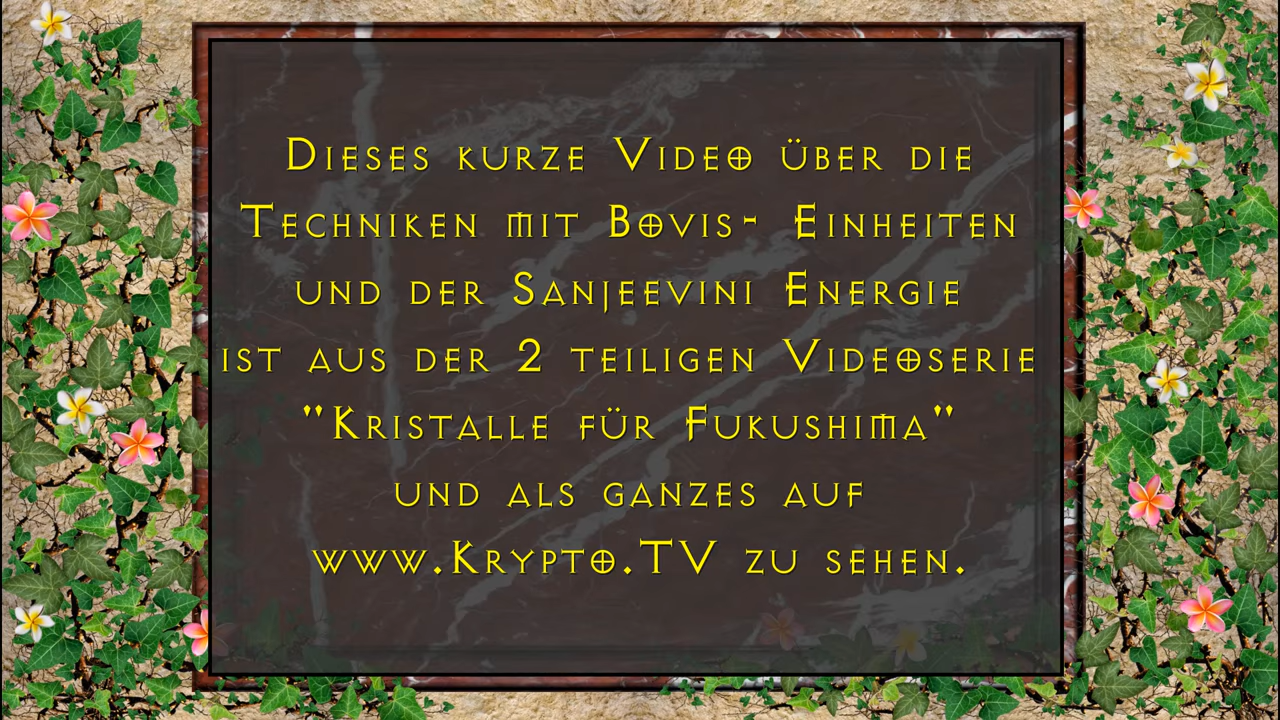 Dieses kurze Video über die
Techniken mit Bovis- Einheiten
und der Sanjeevini Energie
ist aus der 2 teiligen Videoserie
"Kristalle für Fukushima"
und als ganzes auf
www.Krypto.TV zu sehen.